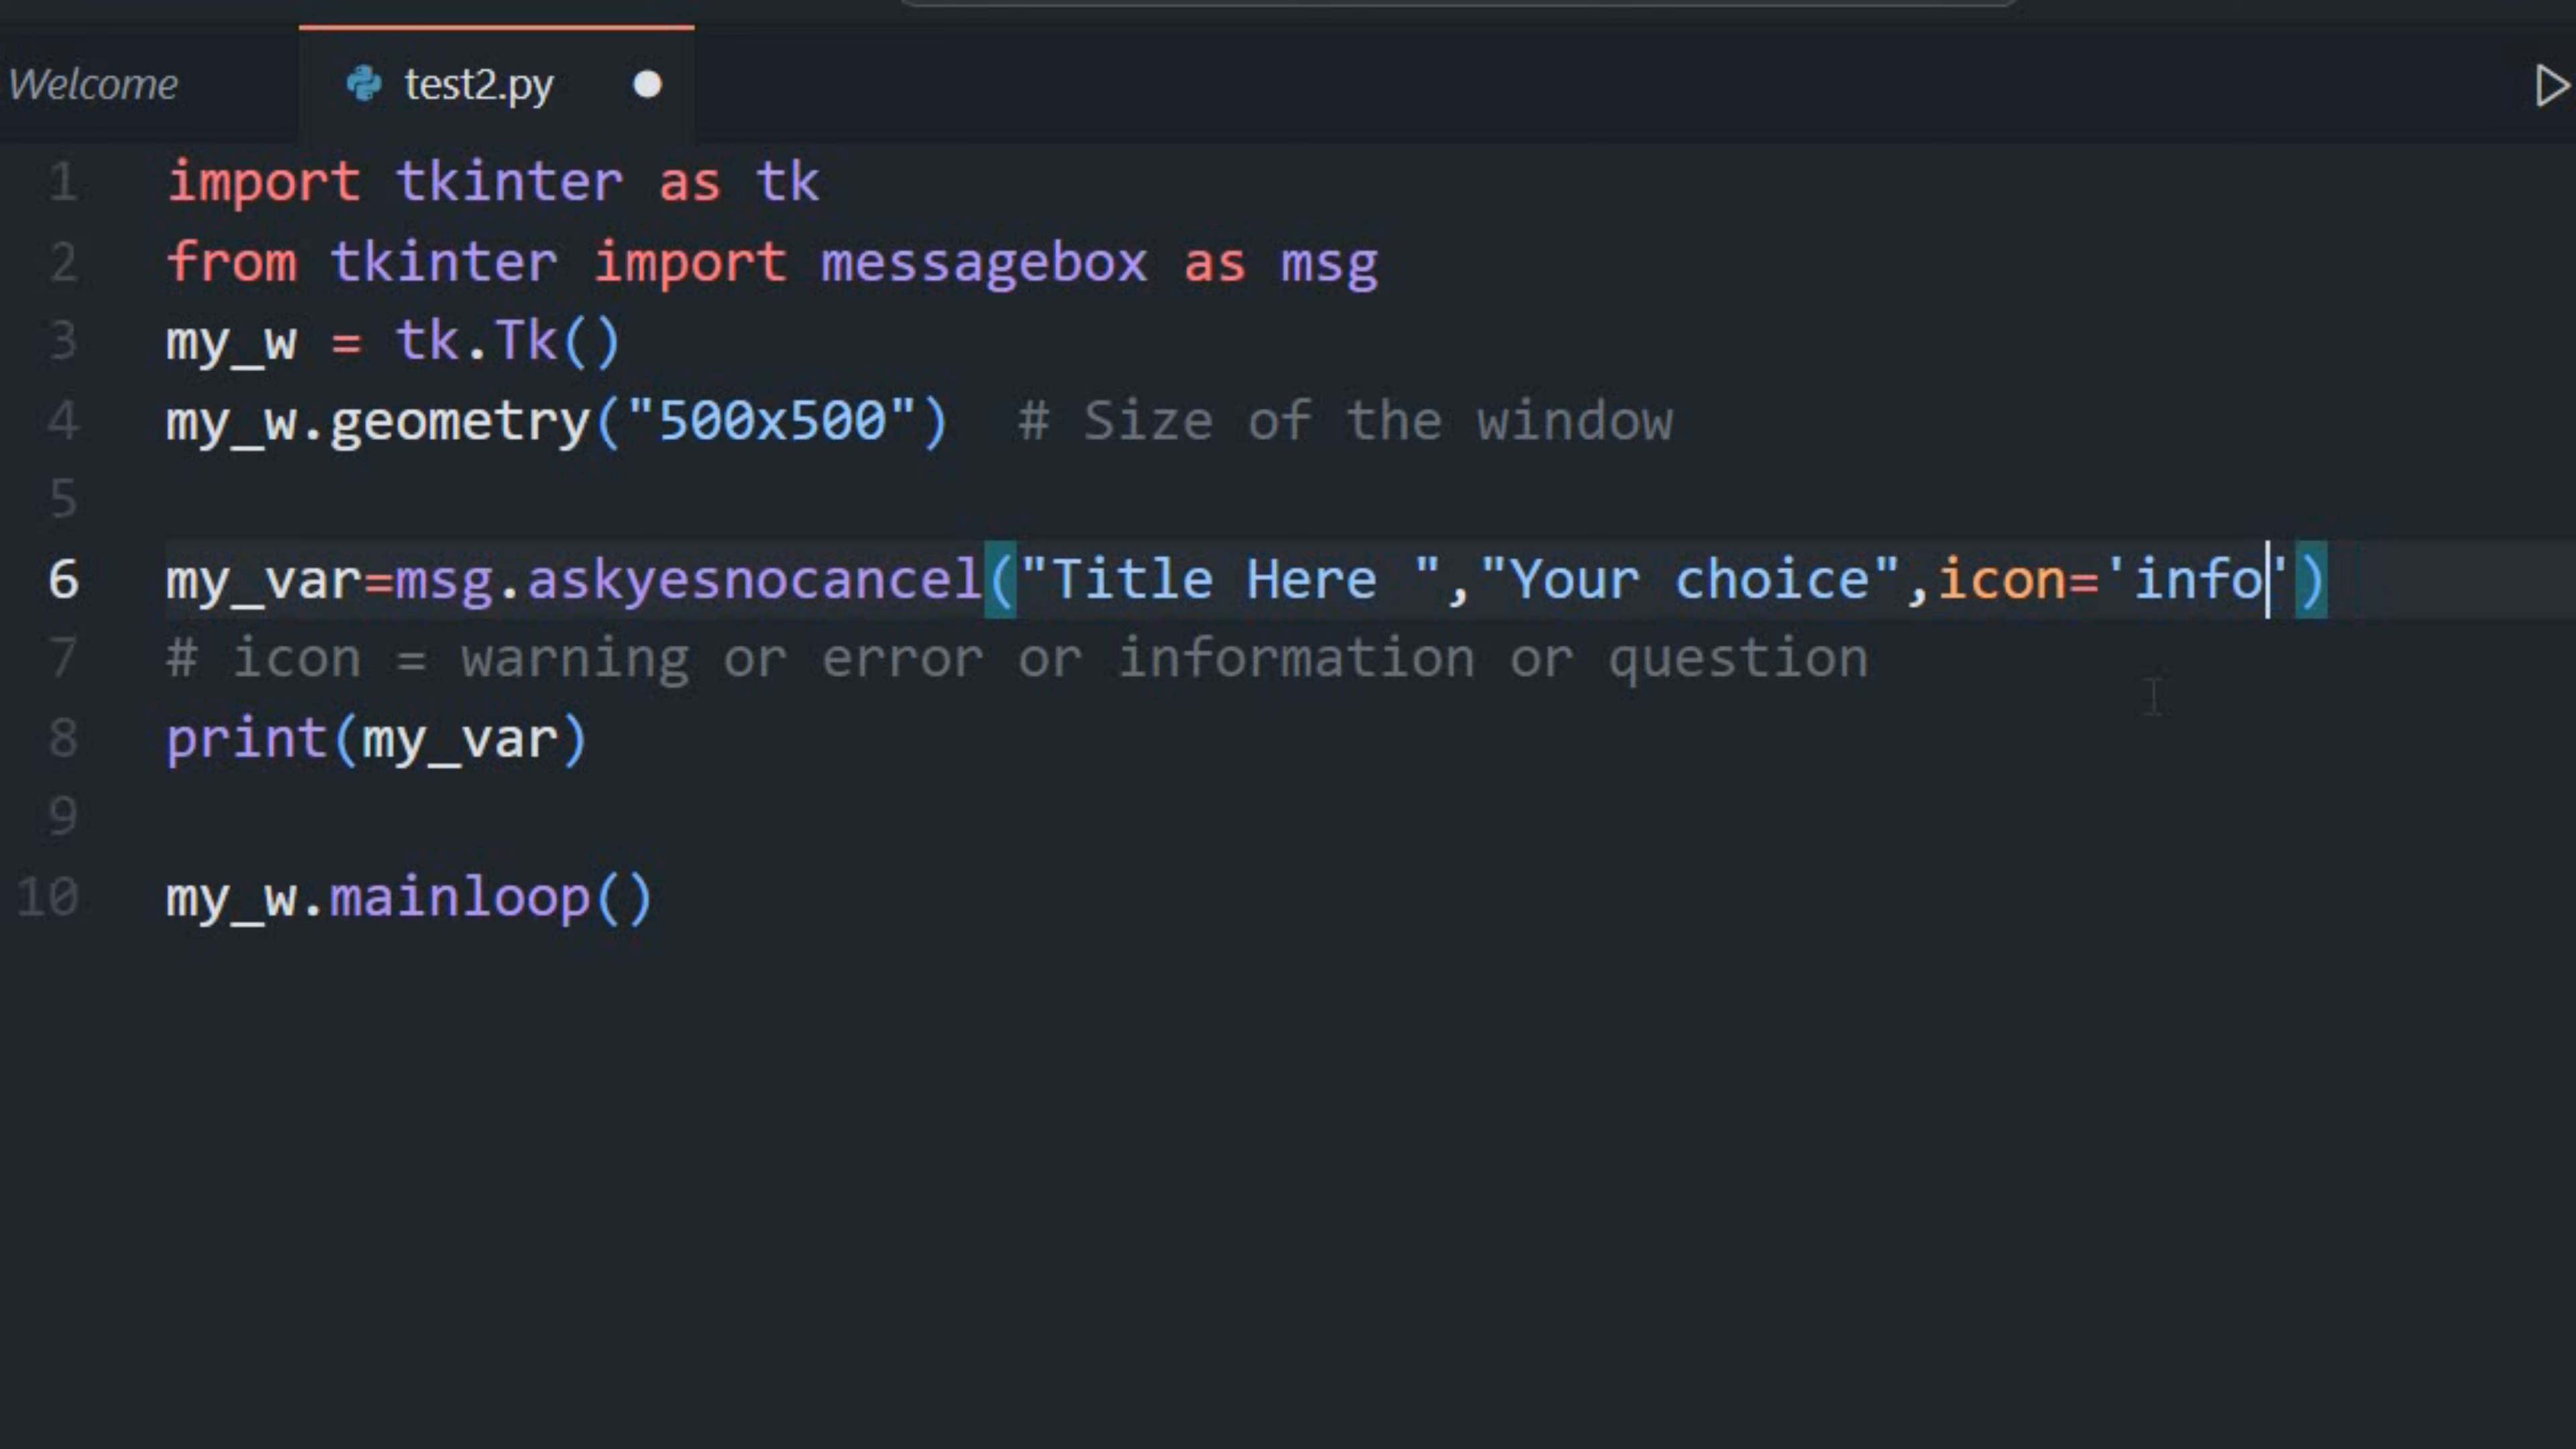 Welcome
test2.py
1 import tkinter as tk
2 from tkinter import messagebox as msg
3 my_w = tk.Tk()
4 my_w.geometry("500x500")  # Size of the window
5
6 my_var=msg.askyesnocancel("Title Here ","Your choice",icon='info')
7 # icon = warning or error or information or question
8 print(my_var)
9
10 my_w.mainloop()